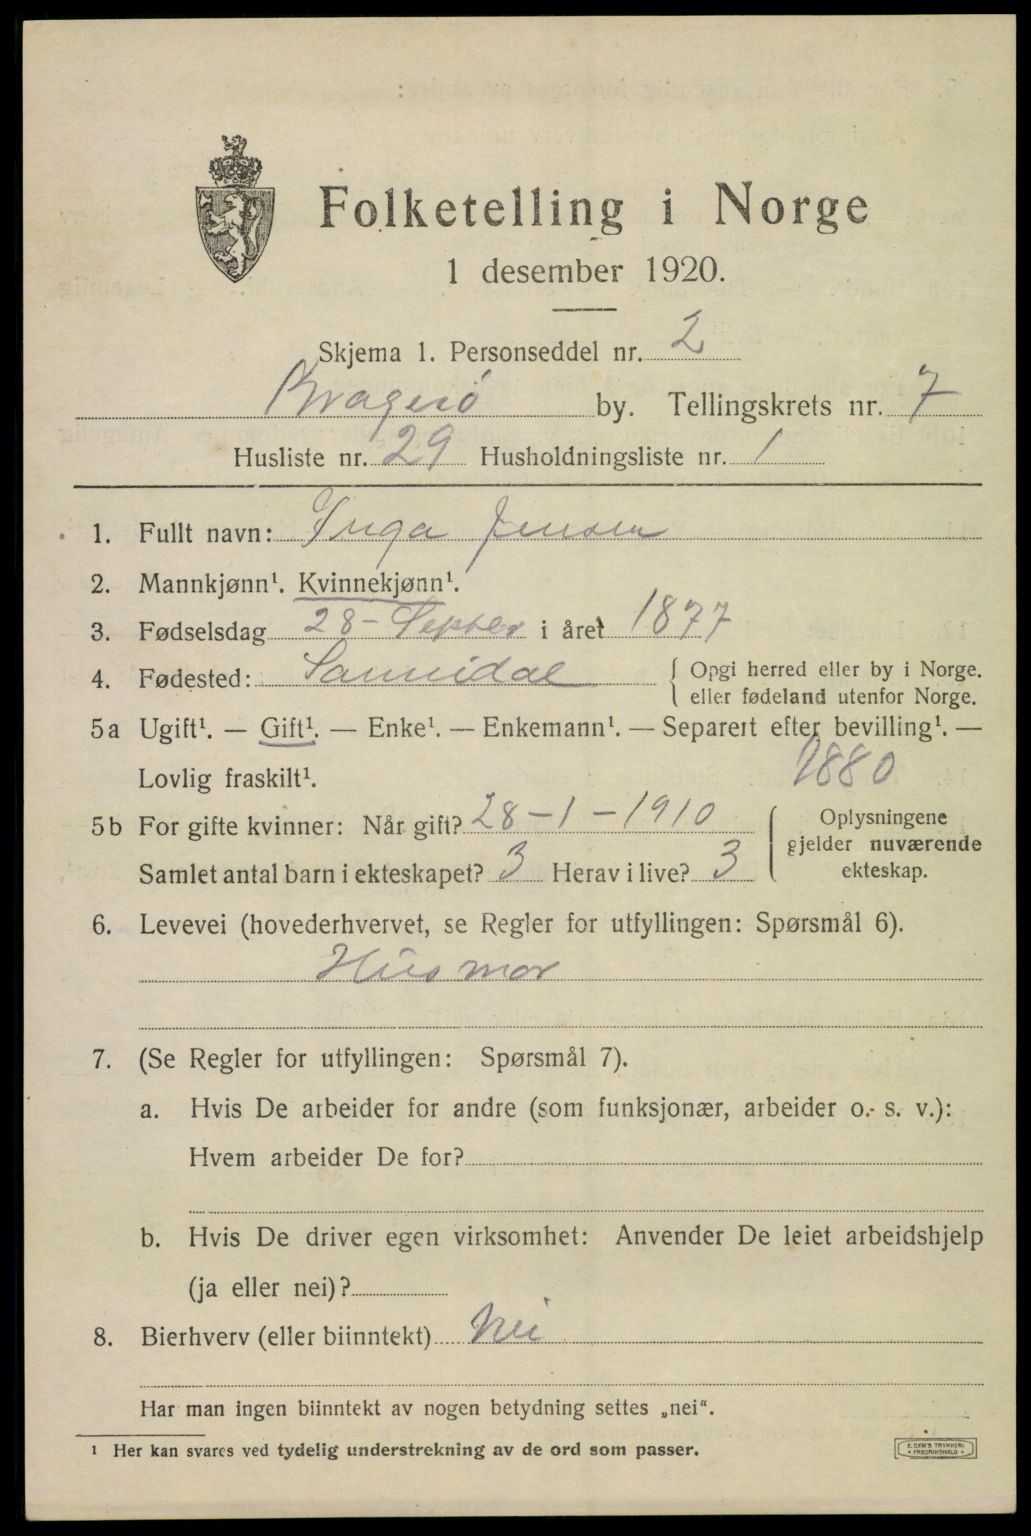 Folketelling i Norge
1 desember 1920.
Skjema 1. Personseddel nr. 2
Kragerø by. Tellingskrets nr. 7
Husliste nr. 29 Husholdningsliste nr. 1
1. Fullt navn: Inga Jensen
2. Mannkjønn¹. Kvinnekjønn¹.
3. Fødselsdag 28 - Septbr i året 1877
4. Fødested: Sannidal { Opgi herred eller by i Norge.
eller fødeland utenfor Norge.
5a Ugift¹. — Gift¹. — Enke¹. — Enkemann¹. — Separert efter bevilling¹. —
Lovlig fraskilt¹. 1880
5b For gifte kvinner: Når gift? 28-1-1910
Samlet antal barn i ekteskapet? 3 Herav i live? 3
Oplysningene
gjelder nuværende
ekteskap.
6. Levevei (hovederhvervet, se Regler for utfyllingen: Spørsmål 6).
Husmor
7. (Se Regler for utfyllingen: Spørsmål 7).
a. Hvis De arbeider for andre (som funksjonær, arbeider o. s. v.):
Hvem arbeider De for?
b. Hvis De driver egen virksomhet: Anvender De leiet arbeidshjelp
(ja eller nei)?
8. Bierhverv (eller biinntekt) Nei
Har man ingen biinntekt av nogen betydning settes „nei“.
¹ Her kan svares ved tydelig understrekning av de ord som passer.
E. SEM'S TRYKKERI
• FREDRIKSHALD •